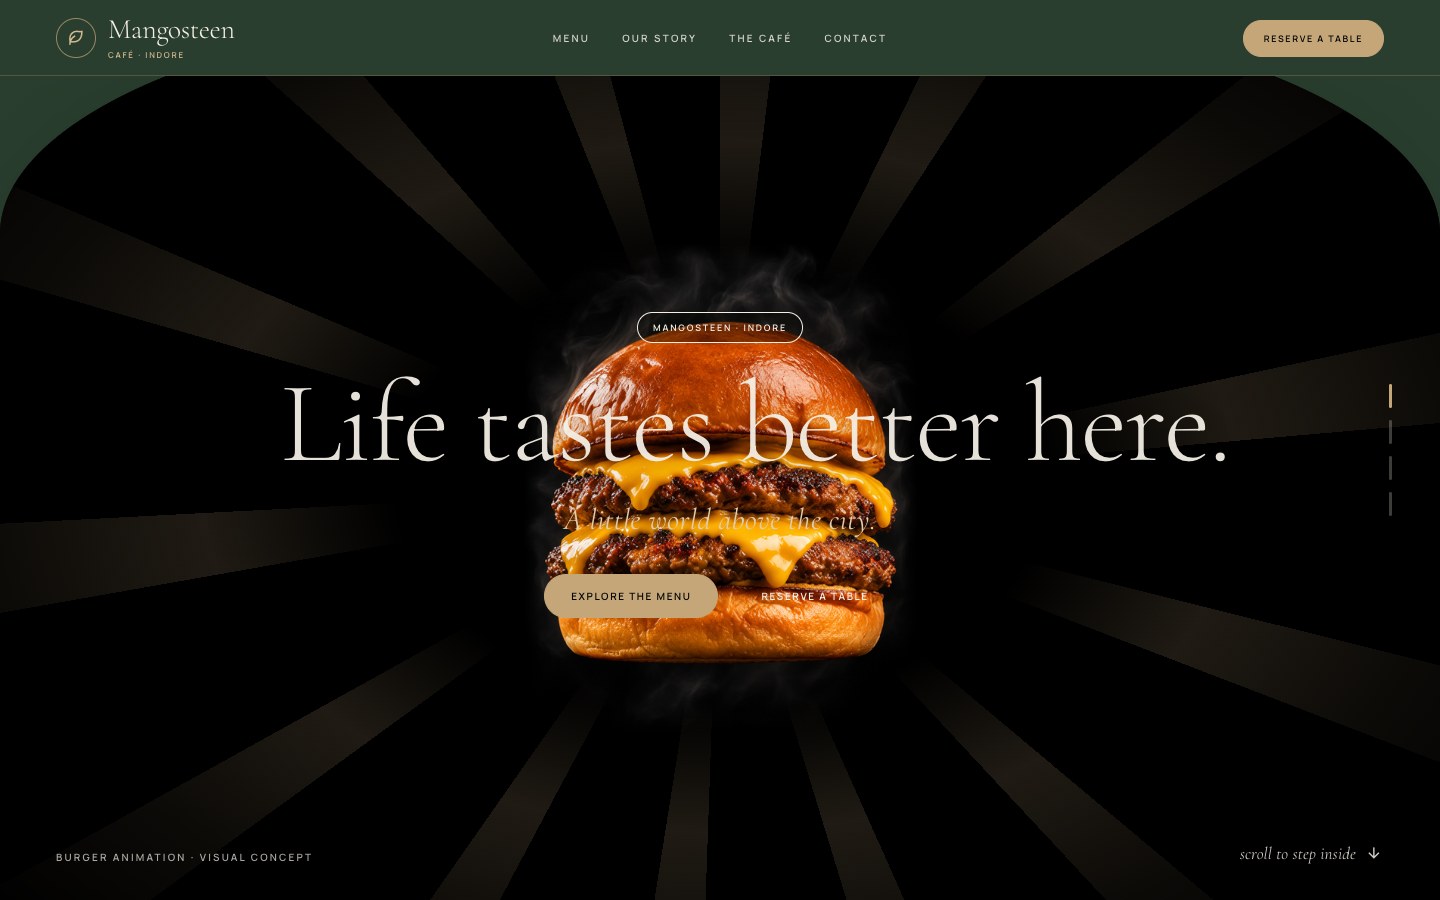 Mangosteen
CAFÉ · INDORE
MENU
OUR STORY
THE CAFÉ
CONTACT
RESERVE A TABLE
MANGOSTEEN · INDORE
Life tastes better here.
A little world above the city.
EXPLORE THE MENU
RESERVE A TABLE
BURGER ANIMATION · VISUAL CONCEPT
scroll to step inside